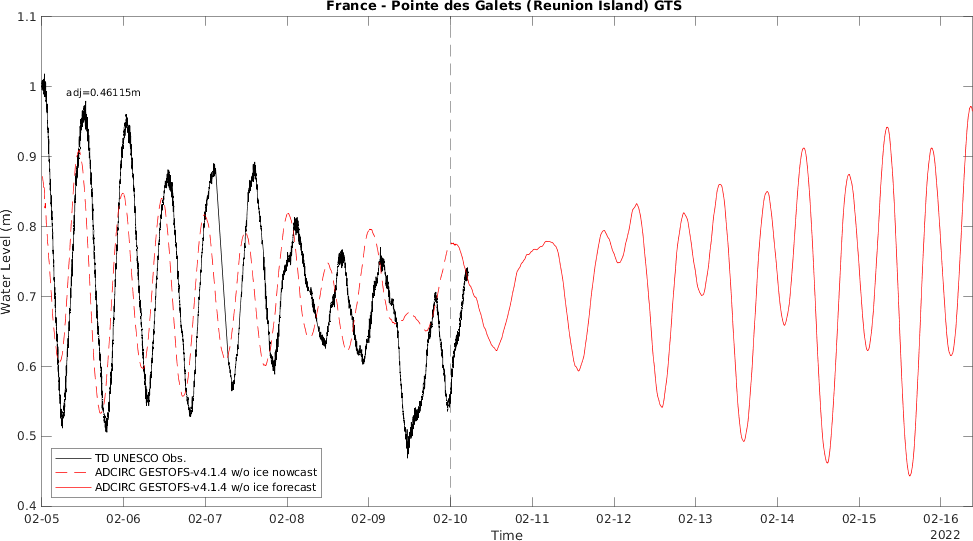 France - Pointe des Galets (Reunion Island) GTS
1.1
1
0.9
0.8
0.7
0.6
0.5
0.4
Water Level (m)
adj=0.46115m
TD UNESCO Obs.
ADCIRC GESTOFS-v4.1.4 w/o ice nowcast
ADCIRC GESTOFS-v4.1.4 w/o ice forecast
02-05 02-06 02-07 02-08 02-09 02-10 02-11 02-12 02-13 02-14 02-15 02-16
Time 2022